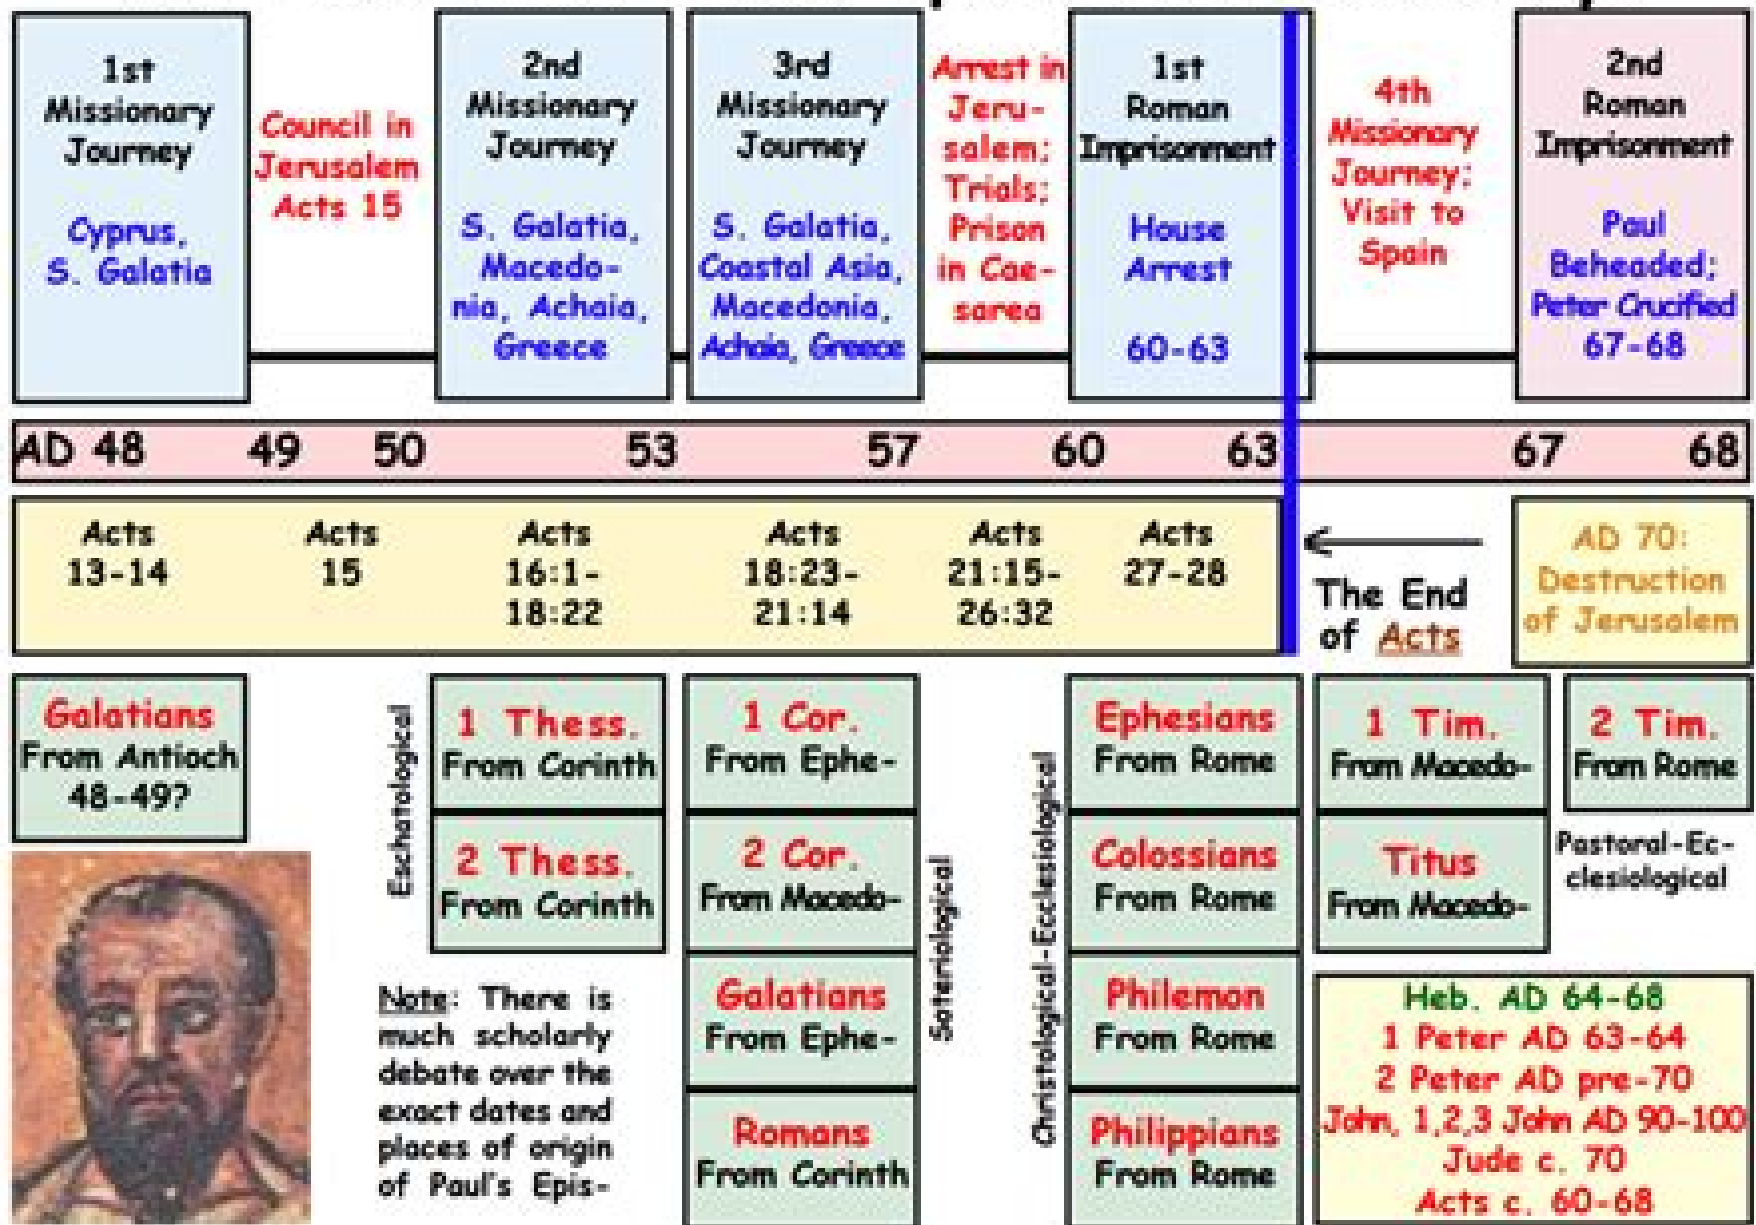 1st
Missionary
Journey
Cyprus,
S. Galatia
Council in
Jerusalem
Acts 15
2nd
Missionary
Journey
S. Galatia,
Macedo-
nia, Achaia,
Greece
3rd
Missionary
Journey
S. Galatia,
Coastal Asia,
Macedonia,
Achaia, Greece
Arrest in
Jeru-
salem;
Trials;
Prison
in Cae-
sarea
1st
Roman
Imprisonment
House
Arrest
60-63
4th
Missionary
Journey;
Visit to
Spain
2nd
Roman
Imprisonment
Paul
Beheaded;
Peter Crucified
67-68
AD 48 49 50 53 57 60 63 67 68
Acts
13-14
Acts
15
Acts
16:1-
18:22
Acts
18:23-
21:14
Acts
21:15-
26:32
Acts
27-28
The End
of Acts
AD 70:
Destruction
of Jerusalem
Galatians
From Antioch
48-49?
Eschatological
1 Thess.
From Corinth
2 Thess.
From Corinth
Note: There is
much scholarly
debate over the
exact dates and
places of origin
of Paul's Epis-
1 Cor.
From Ephe-
2 Cor.
From Macedo-
Galatians
From Ephe-
Romans
From Corinth
Soteriological
Christological-Ecclesiological
Ephesians
From Rome
Colossians
From Rome
Philemon
From Rome
Philippians
From Rome
1 Tim.
From Macedo-
Titus
From Macedo-
2 Tim.
From Rome
Pastoral-Ec-
clesiological
Heb. AD 64-68
1 Peter AD 63-64
2 Peter AD pre-70
John, 1,2,3 John AD 90-100
Jude c. 70
Acts c. 60-68